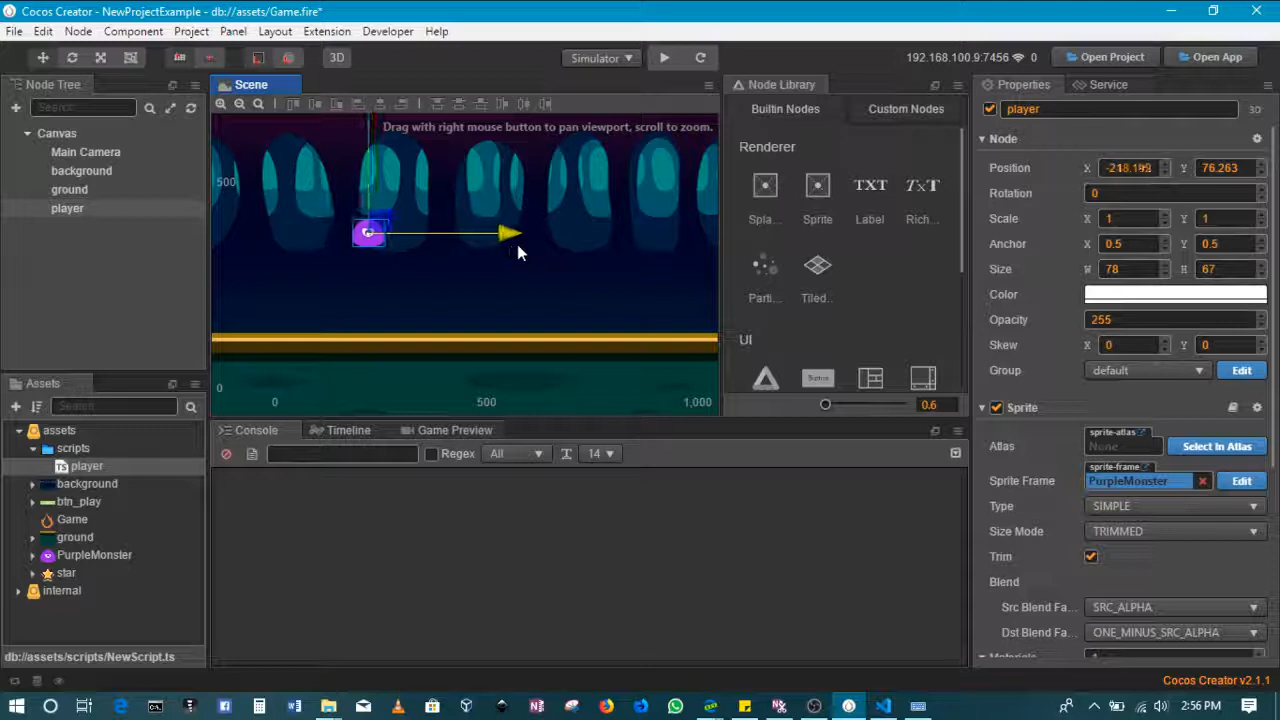 Cocos Creator - NewProjectExample - db://assets/Game.fire*
File Edit Node Component Project Panel Layout Extension Developer Help
3D
Simulator
192.168.100.9:7456 0
Open Project
Open App
Node Tree
Search
Canvas
Main Camera
background
ground
player
Scene
Drag with right mouse button to pan viewport, scroll to zoom.
500
0
0
500
1,000
Node Library
Builtin Nodes
Custom Nodes
Renderer
TXT
TxT
Spla...
Sprite
Label
Rich...
Parti...
Tiled...
UI
Button
0.6
Properties
Service
player
3D
Node
Position X Y 76.263
Rotation 0
Scale X 1 Y 1
Anchor X 0.5 Y 0.5
Size W 78 H 67
Color
Opacity 255
Skew X 0 Y 0
Group default Edit
Sprite
sprite-atlas
Atlas None Select In Atlas
sprite-frame
Sprite Frame PurpleMonster Edit
Type SIMPLE
Size Mode TRIMMED
Trim
Blend
Src Blend Fa... SRC_ALPHA
Dst Blend Fa... ONE_MINUS_SRC_ALPHA
Materials
Assets
Search
assets
scripts
TS player
background
btn_play
Game
ground
PurpleMonster
star
internal
db://assets/scripts/NewScript.ts
Console
Timeline
Game Preview
Regex
All
14
Cocos Creator v2.1.1
2:56 PM